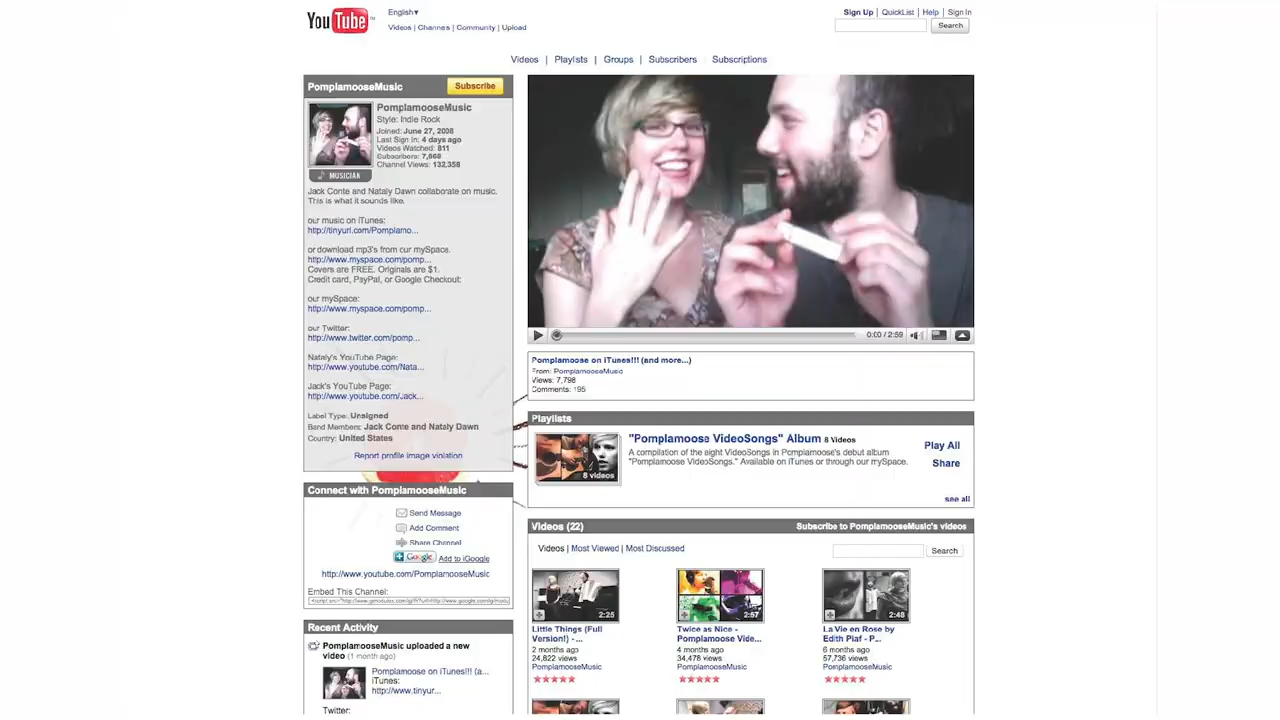 YouTube
English▾
Videos | Channels | Community | Upload
Sign Up | QuickList | Help | Sign In
Search
Videos | Playlists | Groups | Subscribers Subscriptions
PomplamooseMusic
Subscribe
PomplamooseMusic
Style: Indie Rock
Joined: June 27, 2008
Last Sign In: 4 days ago
Videos Watched: 811
Subscribers: 7,668
Channel Views: 132,358
MUSICIAN
Jack Conte and Nataly Dawn collaborate on music.
This is what it sounds like.
our music on iTunes:
http://tinyurl.com/Pomplamo...
or download mp3's from our mySpace.
http://www.myspace.com/pomp...
Covers are FREE. Originals are $1.
Credit card, PayPal, or Google Checkout:
our mySpace:
http://www.myspace.com/pomp...
our Twitter:
http://www.twitter.com/pomp...
Nataly's YouTube Page:
http://www.youtube.com/Nata...
Jack's YouTube Page:
http://www.youtube.com/Jack...
Label Type: Unsigned
Band Members: Jack Conte and Nataly Dawn
Country: United States
Report profile image violation
Connect with PomplamooseMusic
Send Message
Add Comment
Share Channel
Google Add to iGoogle
http://www.youtube.com/PomplamooseMusic
Embed This Channel:
Recent Activity
PomplamooseMusic uploaded a new
video (1 month ago)
Pomplamoose on iTunes!!! (a...
iTunes:
http://www.tinyur...
Twitter:
0:00 / 2:59
Pomplamoose on iTunes!!! (and more...)
From: PomplamooseMusic
Views: 7,798
Comments: 195
Playlists
8 videos
"Pomplamoose VideoSongs" Album 8 Videos
A compilation of the eight VideoSongs in Pomplamoose's debut album
"Pomplamoose VideoSongs." Available on iTunes or through our mySpace.
Play All
Share
see all
Videos (22)
Subscribe to PomplamooseMusic's videos
Videos | Most Viewed | Most Discussed
Search
2:25
Little Things (Full
Version!) - ...
2 months ago
24,822 views
PomplamooseMusic
2:57
Twice as Nice -
Pomplamoose Vide...
4 months ago
34,478 views
PomplamooseMusic
2:48
La Vie en Rose by
Edith Piaf - P...
6 months ago
57,736 views
PomplamooseMusic